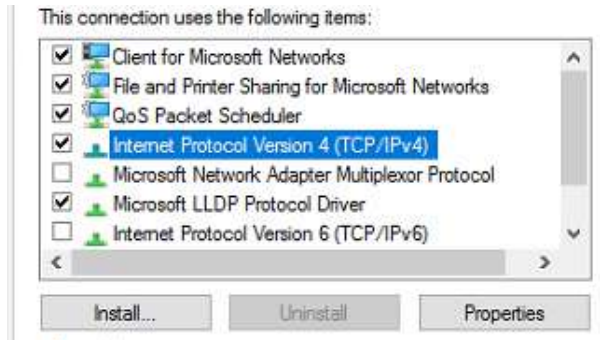 This connection uses the following items:
Client for Microsoft Networks
File and Printer Sharing for Microsoft Networks
QoS Packet Scheduler
Internet Protocol Version 4 (TCP/IPv4)
Microsoft Network Adapter Multiplexor Protocol
Microsoft LLDP Protocol Driver
Internet Protocol Version 6 (TCP/IPv6)
Install... Uninstall Properties